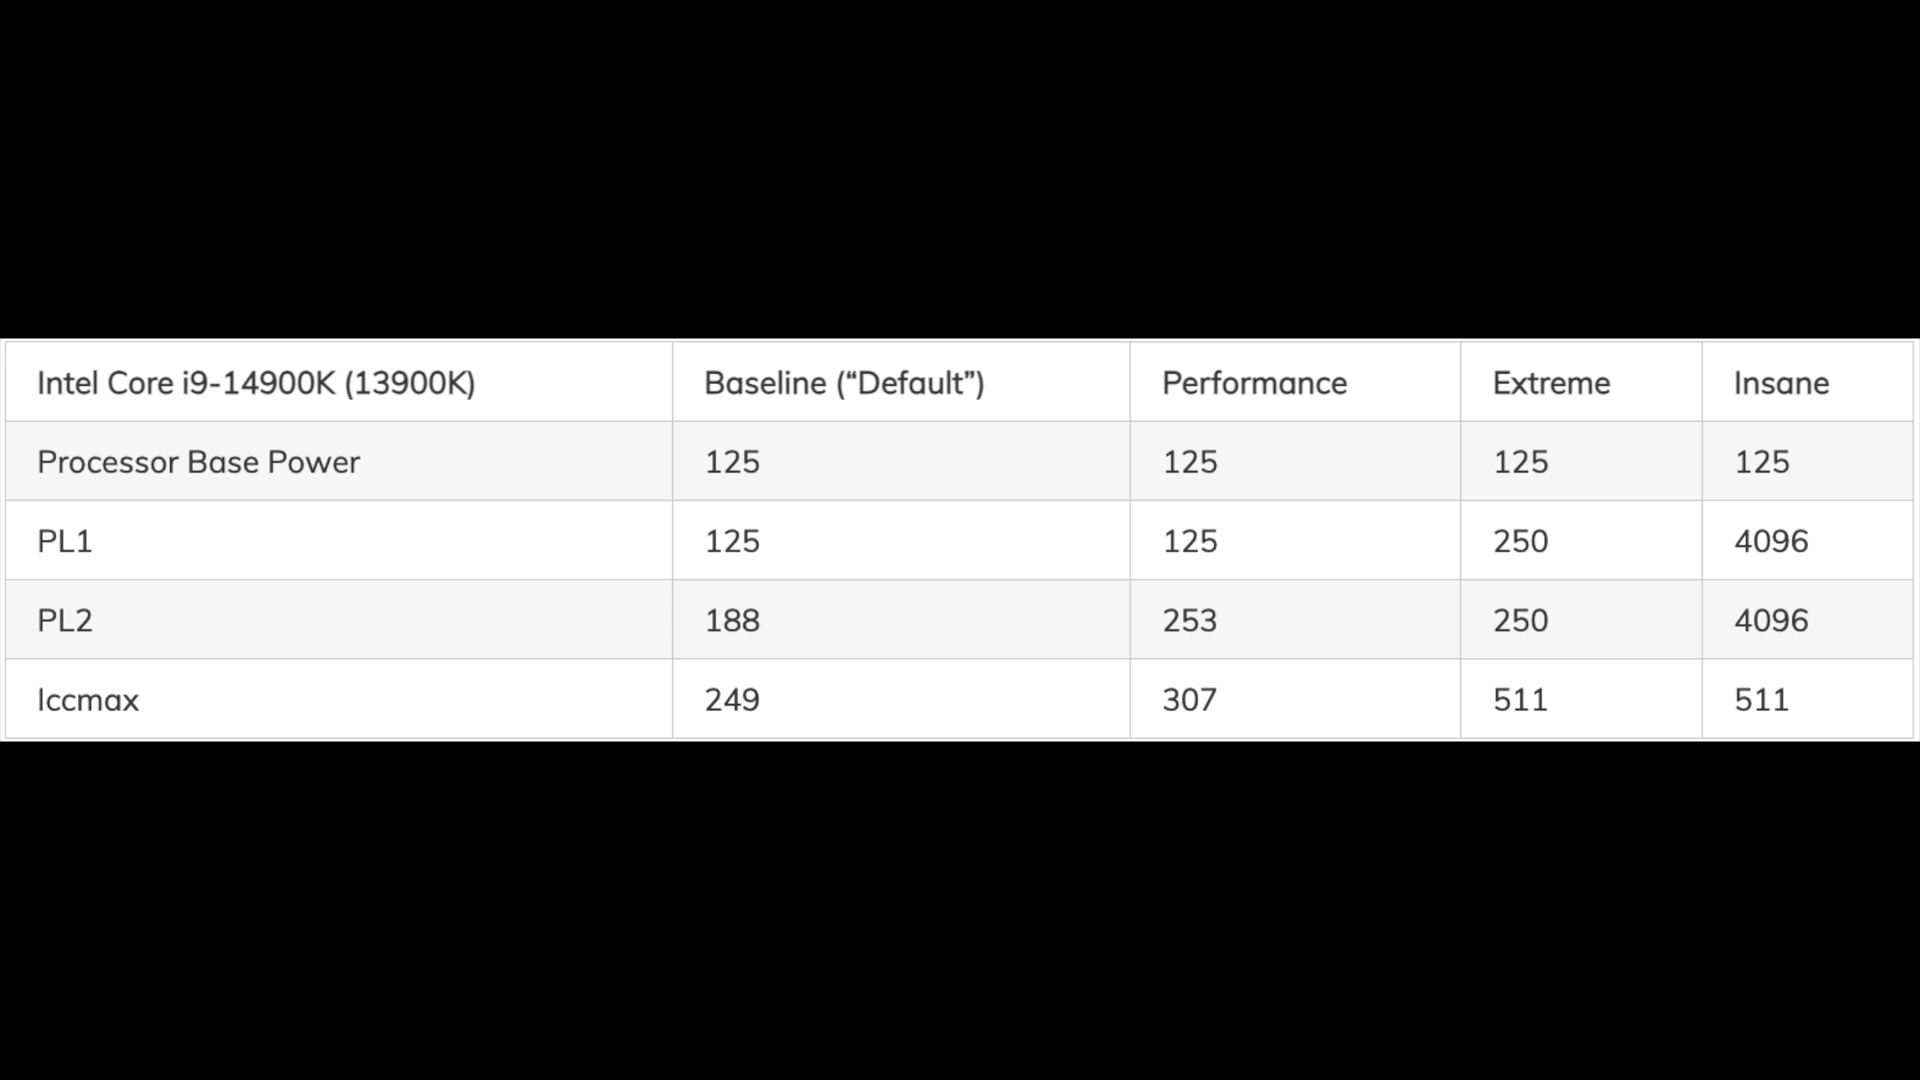 Intel Core i9-14900K (13900K) Baseline (“Default”) Performance Extreme Insane
Processor Base Power 125 125 125 125
PL1 125 125 250 4096
PL2 188 253 250 4096
Iccmax 249 307 511 511